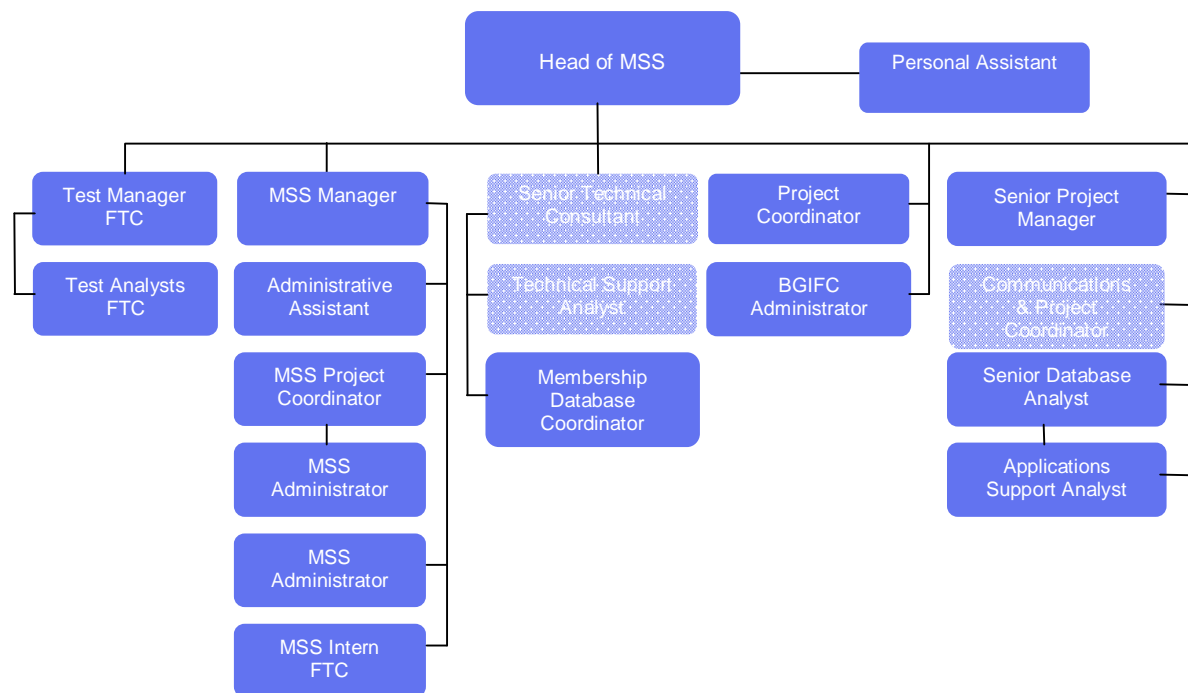 Head of MSS
Personal Assistant
Test Manager
FTC
MSS Manager
Senior Technical
Consultant
Project
Coordinator
Senior Project
Manager
Test Analysts
FTC
Administrative
Assistant
Technical Support
Analyst
BGIFC
Administrator
Communications
& Project
Coordinator
MSS Project
Coordinator
Membership
Database
Coordinator
Senior Database
Analyst
MSS
Administrator
Applications
Support Analyst
MSS
Administrator
MSS Intern
FTC